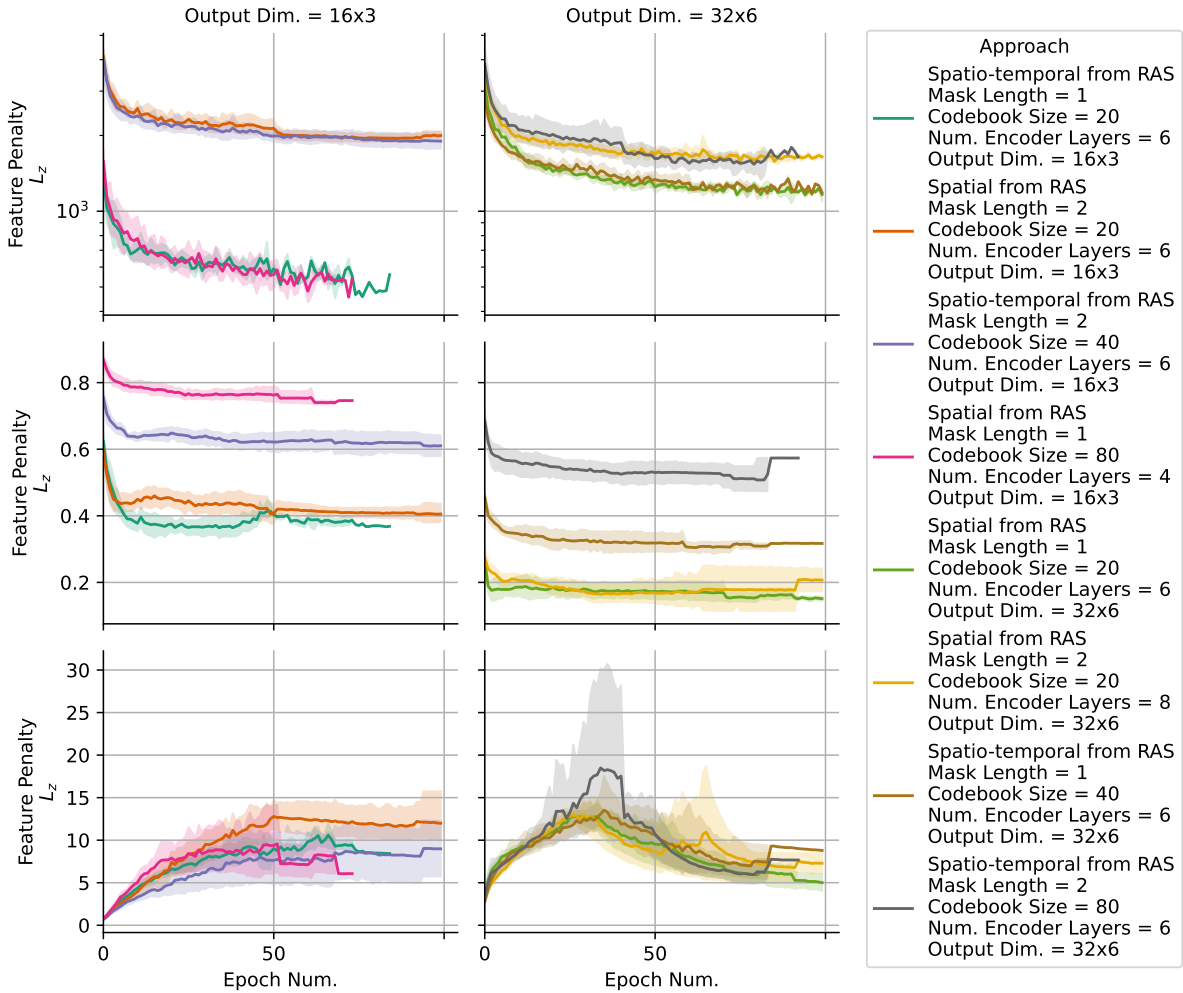 Output Dim. = 16x3
Output Dim. = 32x6
Feature Penalty
L_z
10^3
Feature Penalty
L_z
0.8
0.6
0.4
0.2
Feature Penalty
L_z
30
25
20
15
10
5
0
0
50
0
50
Epoch Num.
Epoch Num.
Approach
Spatio-temporal from RAS
Mask Length = 1
Codebook Size = 20
Num. Encoder Layers = 6
Output Dim. = 16x3
Spatial from RAS
Mask Length = 2
Codebook Size = 20
Num. Encoder Layers = 6
Output Dim. = 16x3
Spatio-temporal from RAS
Mask Length = 2
Codebook Size = 40
Num. Encoder Layers = 6
Output Dim. = 16x3
Spatial from RAS
Mask Length = 1
Codebook Size = 80
Num. Encoder Layers = 4
Output Dim. = 16x3
Spatial from RAS
Mask Length = 1
Codebook Size = 20
Num. Encoder Layers = 6
Output Dim. = 32x6
Spatial from RAS
Mask Length = 2
Codebook Size = 20
Num. Encoder Layers = 8
Output Dim. = 32x6
Spatio-temporal from RAS
Mask Length = 1
Codebook Size = 40
Num. Encoder Layers = 6
Output Dim. = 32x6
Spatio-temporal from RAS
Mask Length = 2
Codebook Size = 80
Num. Encoder Layers = 6
Output Dim. = 32x6